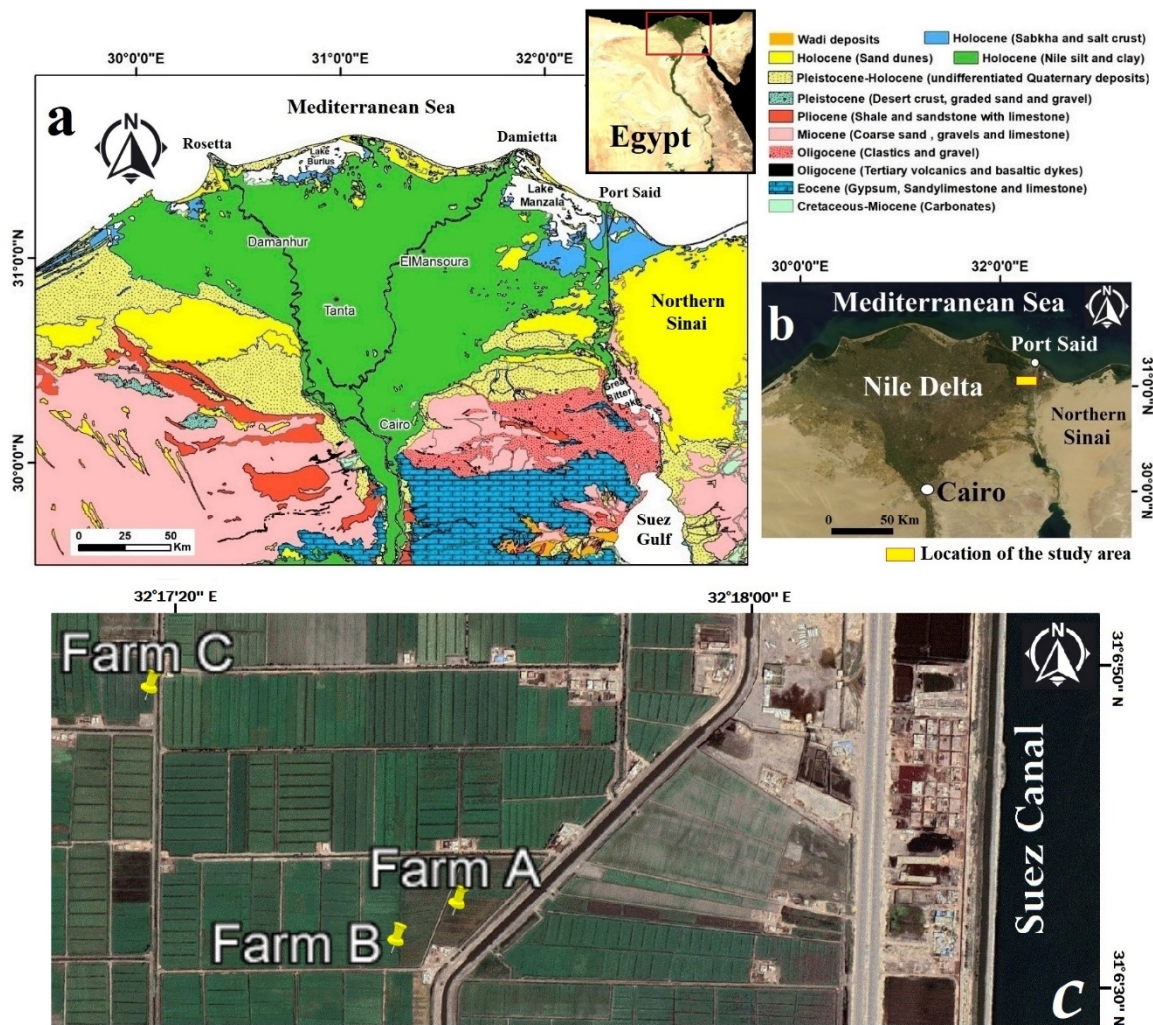 a
N
30°00'0"E
31°00'0"E
32°00'0"E
Mediterranean Sea
Rosetta
Damietta
Lake
Burlus
Lake
Manzala
Port Said
Damanhur
ElMansoura
Tanta
Northern
Sinai
Great
Bitter
Lake
Cairo
Suez
Gulf
31°0'0"N
30°0'0"N
0 25 50
Km
Egypt
Wadi deposits
Holocene (Sabkha and salt crust)
Holocene (Sand dunes)
Holocene (Nile silt and clay)
Pleistocene-Holocene (undifferentiated Quaternary deposits)
Pleistocene (Desert crust, graded sand and gravel)
Pliocene (Shale and sandstone with limestone)
Miocene (Coarse sand , gravels and limestone)
Oligocene (Clastics and gravel)
Oligocene (Tertiary volcanics and basaltic dykes)
Eocene (Gypsum, Sandylimestone and limestone)
Cretaceous-Miocene (Carbonates)
30°0'0"E
32°0'0"E
Mediterranean Sea
b
N
Port Said
Nile Delta
Northern
Sinai
Cairo
31°0'0"N
30°0'0"N
0 50 Km
Location of the study area
32°17'20" E
32°18'00" E
Farm C
Farm A
Farm B
N
Suez Canal
31°6'50" N
31°6'30" N
c